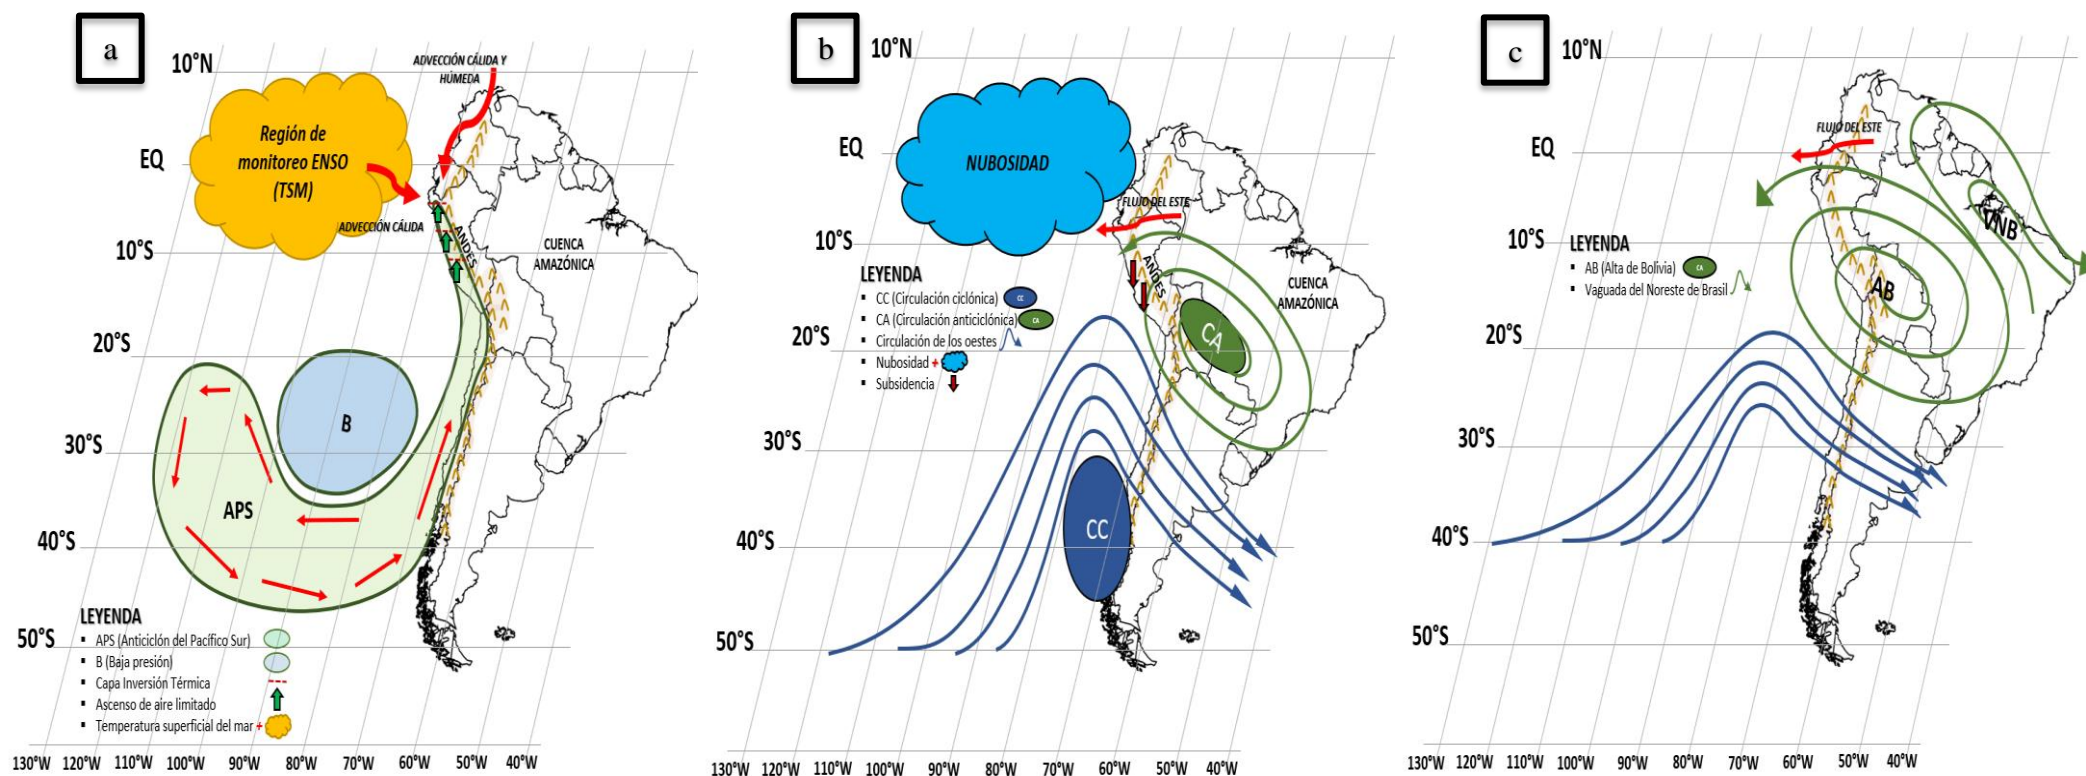 a
10°N
EQ
10°S
20°S
30°S
40°S
50°S
ADVECCIÓN CÁLIDA Y
HÚMEDA
Región de
monitoreo ENSO
(TSM)
ADVECCIÓN CÁLIDA
ANDES
CUENCA
AMAZÓNICA
B
APS
LEYENDA
▪ APS (Anticiclón del Pacífico Sur)
▪ B (Baja presión)
▪ Capa Inversión Térmica
▪ Ascenso de aire limitado
▪ Temperatura superficial del mar +
130°W 120°W 110°W 100°W 90°W 80°W 70°W 60°W 50°W 40°W
b
10°N
EQ
10°S
20°S
30°S
40°S
50°S
NUBOSIDAD
FLUJO DEL ESTE
ANDES
CUENCA
AMAZÓNICA
LEYENDA
▪ CC (Circulación ciclónica) CC
▪ CA (Circulación anticiclónica) CA
▪ Circulación de los oestes
▪ Nubosidad +
▪ Subsidencia
CA
CC
130°W 120°W 110°W 100°W 90°W 80°W 70°W 60°W 50°W 40°W
c
10°N
EQ
10°S
20°S
30°S
40°S
50°S
FLUJO DEL ESTE
VNB
LEYENDA
▪ AB (Alta de Bolivia) CA
▪ Vaguada del Noreste de Brasil
AB
130°W 120°W 110°W 100°W 90°W 80°W 70°W 60°W 50°W 40°W